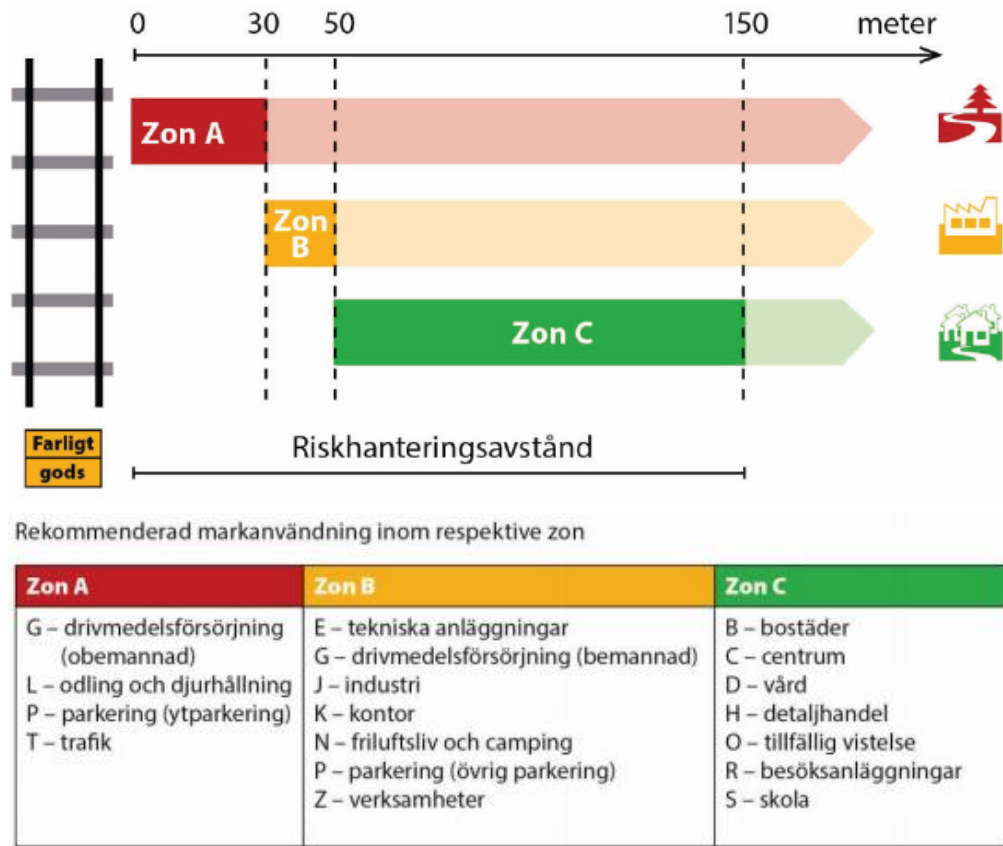 0 30 50 150 meter
Zon A
Zon
B
Zon C
Farligt
gods
Riskhanteringsavstånd
Rekommenderad markanvändning inom respektive zon
Zon A
G – drivmedelsförsörjning
(obemannad)
L – odling och djurhållning
P – parkering (ytparkering)
T – trafik
Zon B
E – tekniska anläggningar
G – drivmedelsförsörjning (bemannad)
J – industri
K – kontor
N – friluftsliv och camping
P – parkering (övrig parkering)
Z – verksamheter
Zon C
B – bostäder
C – centrum
D – vård
H – detaljhandel
O – tillfällig vistelse
R – besöksanläggningar
S – skola